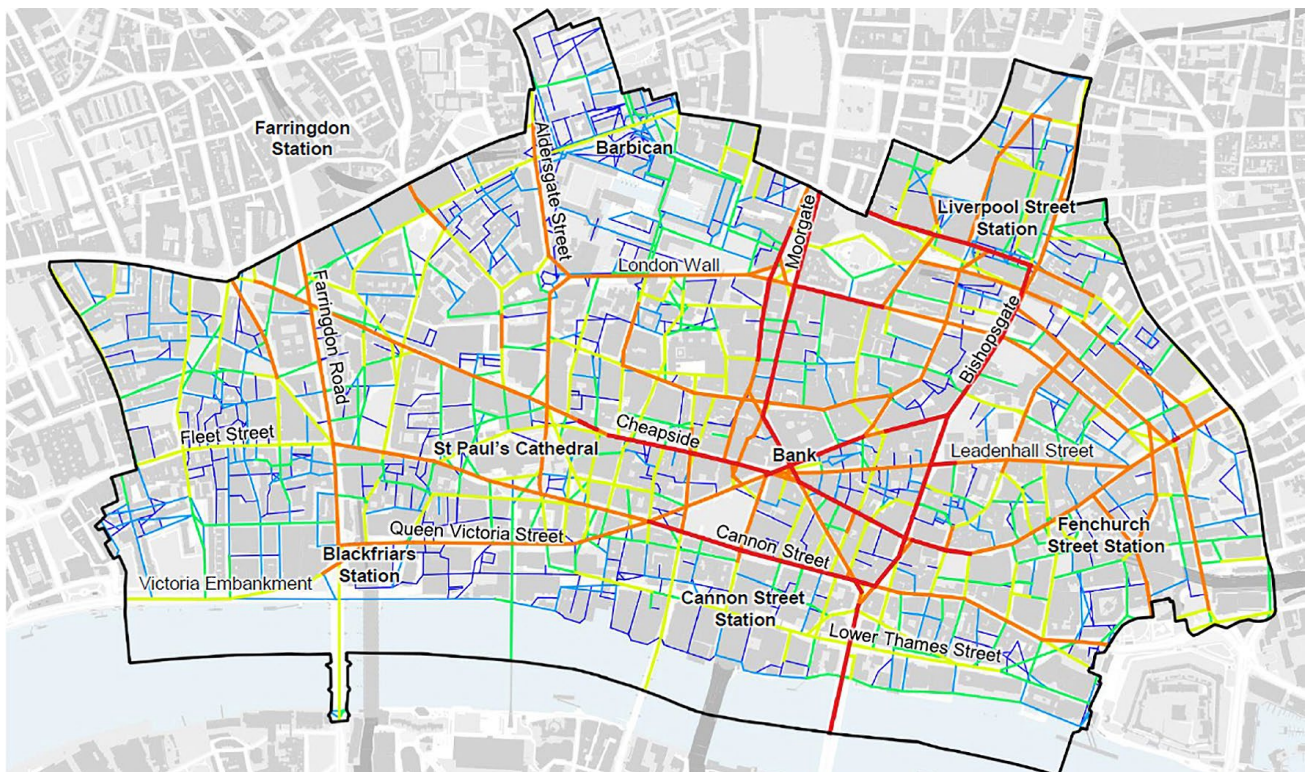 Farringdon
Station
Aldersgate Street
Barbican
Liverpool Street
Station
Moorgate
London Wall
Farringdon Road
Bishopsgate
Fleet Street
Cheapside
St Paul's Cathedral
Bank
Leadenhall Street
Queen Victoria Street
Cannon Street
Fenchurch
Street Station
Blackfriars
Station
Victoria Embankment
Cannon Street
Station
Lower Thames Street